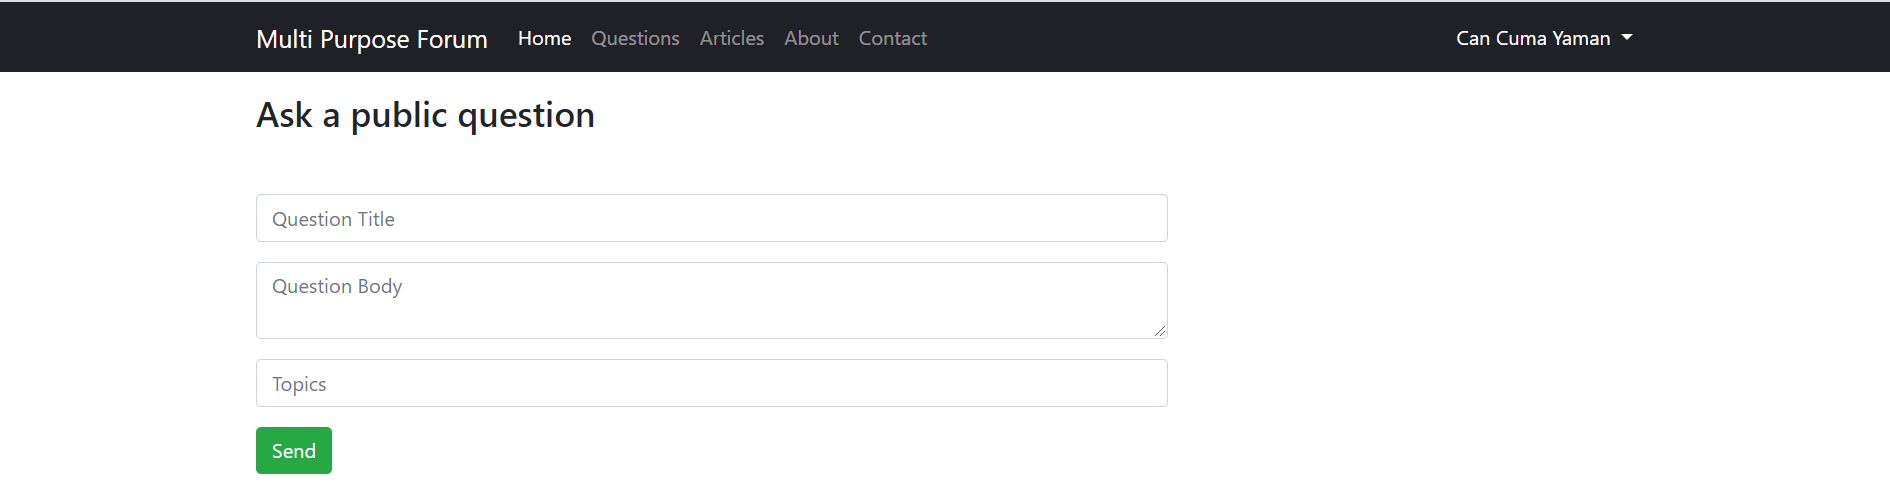 Multi Purpose Forum Home Questions Articles About Contact Can Cuma Yaman
Ask a public question
Question Title
Question Body
Topics
Send